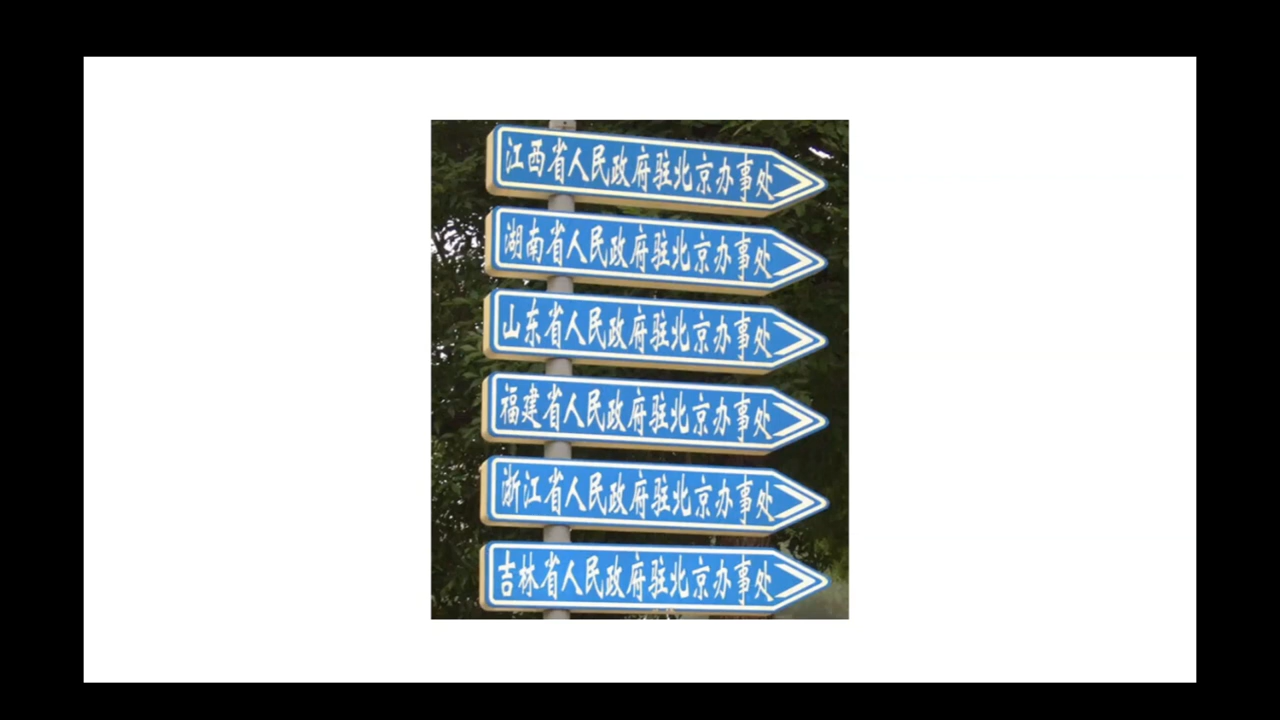 江西省人民政府驻北京办事处
湖南省人民政府驻北京办事处
山东省人民政府驻北京办事处
福建省人民政府驻北京办事处
浙江省人民政府驻北京办事处
吉林省人民政府驻北京办事处